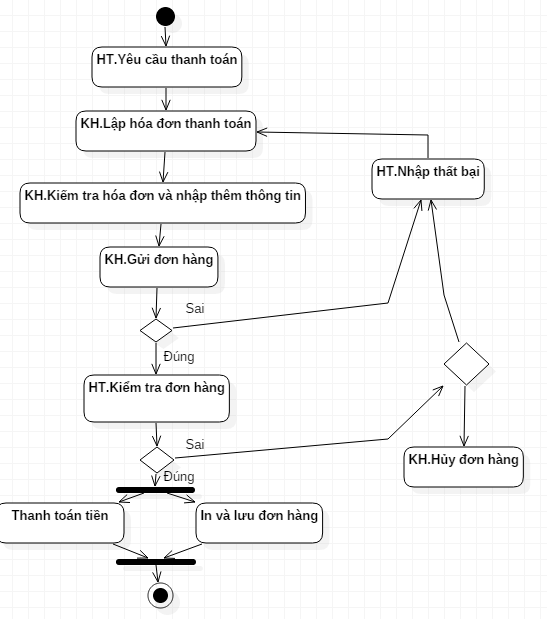 HT.Yêu cầu thanh toán
KH.Lập hóa đơn thanh toán
HT.Nhập thất bại
KH.Kiểm tra hóa đơn và nhập thêm thông tin
KH.Gửi đơn hàng
Sai
Đúng
HT.Kiểm tra đơn hàng
Sai
KH.Hủy đơn hàng
Đúng
Thanh toán tiền
In và lưu đơn hàng